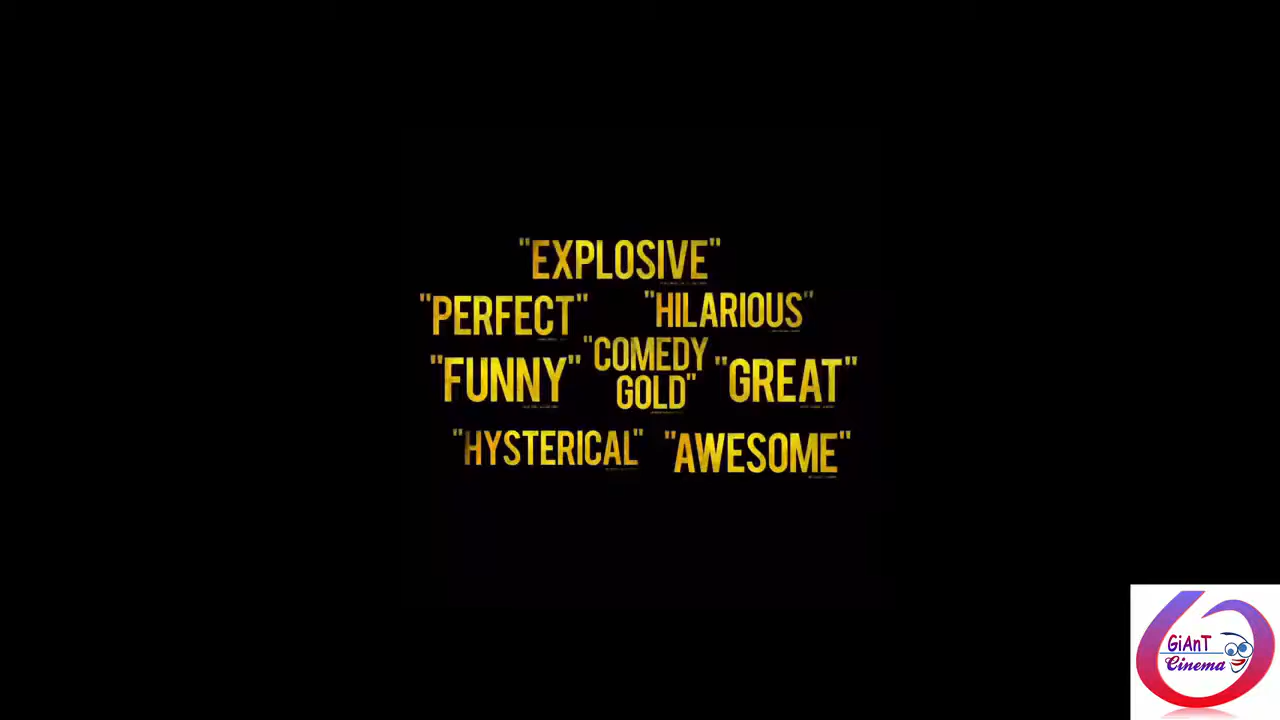 "EXPLOSIVE"
"PERFECT"
"HILARIOUS"
"FUNNY"
"COMEDY
GOLD"
"GREAT"
"HYSTERICAL"
"AWESOME"
GiAnT
Cinema